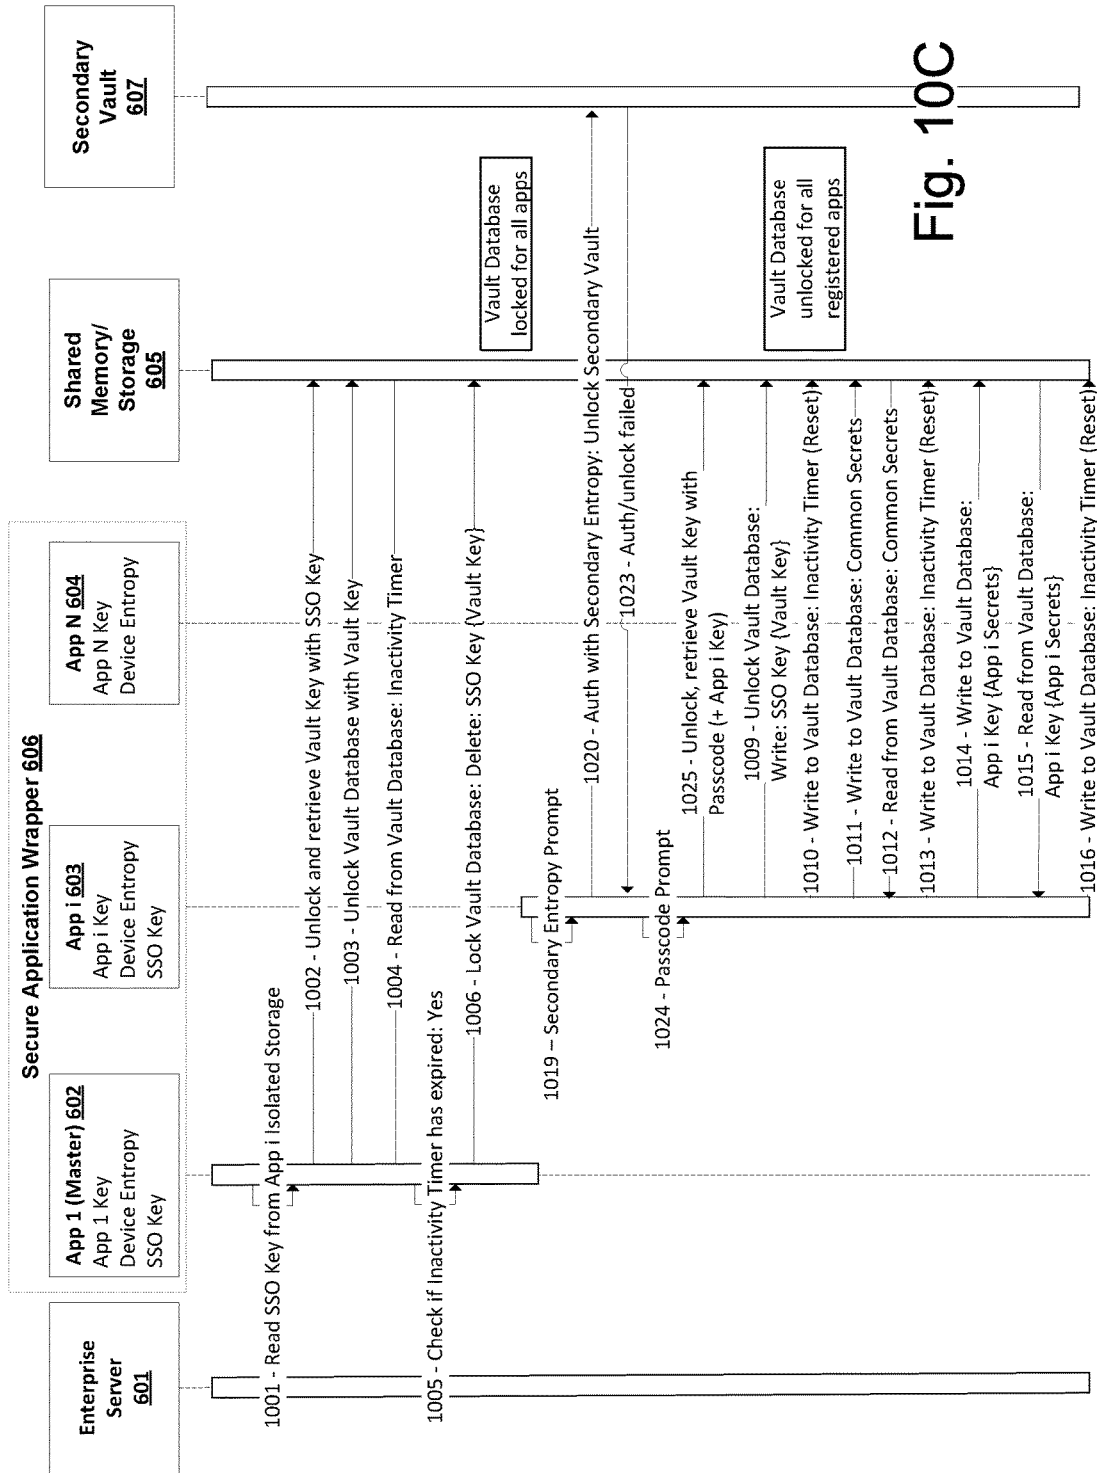 Secure Application Wrapper 606
Enterprise
Server
601
App 1 (Master) 602
App 1 Key
Device Entropy
SSO Key
App i 603
App i Key
Device Entropy
SSO Key
App N 604
App N Key
Device Entropy
Shared
Memory/
Storage
605
Secondary
Vault
607
1001 - Read SSO Key from App i Isolated Storage
1002 - Unlock and retrieve Vault Key with SSO Key
1003 - Unlock Vault Database with Vault Key
1004 - Read from Vault Database: Inactivity Timer
1005 - Check if Inactivity Timer has expired: Yes
1006 - Lock Vault Database: Delete: SSO Key {Vault Key}
Vault Database
locked for all apps
1019 – Secondary Entropy Prompt
1020 - Auth with Secondary Entropy: Unlock Secondary Vault
1023 - Auth/unlock failed
1024 - Passcode Prompt
1025 - Unlock, retrieve Vault Key with
Passcode (+ App i Key)
1009 - Unlock Vault Database:
Write: SSO Key {Vault Key}
Vault Database
unlocked for all
registered apps
1010 - Write to Vault Database: Inactivity Timer (Reset)
1011 - Write to Vault Database: Common Secrets
1012 - Read from Vault Database: Common Secrets
1013 - Write to Vault Database: Inactivity Timer (Reset)
1014 - Write to Vault Database:
App i Key {App i Secrets}
1015 - Read from Vault Database:
App i Key {App i Secrets}
1016 - Write to Vault Database: Inactivity Timer (Reset)
Fig. 10C